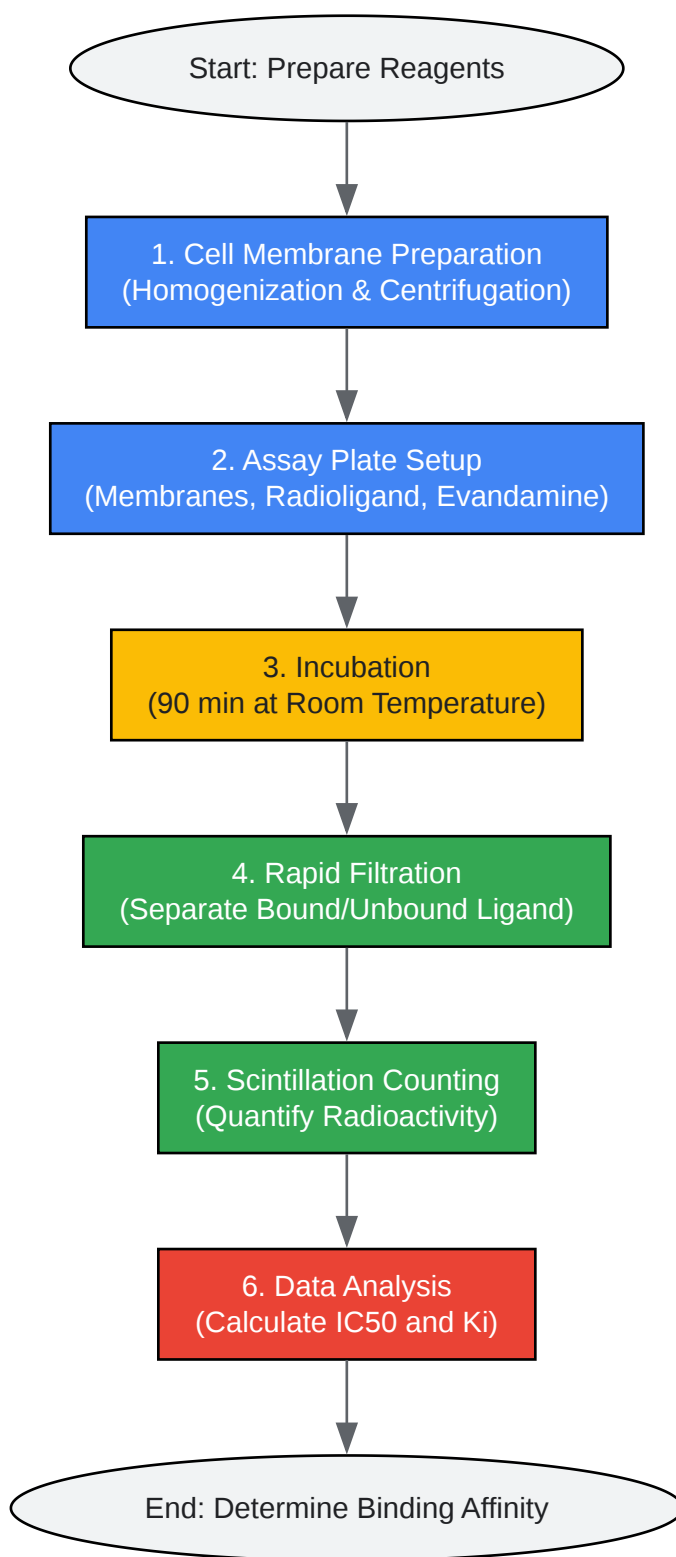 Start: Prepare Reagents
1. Cell Membrane Preparation
(Homogenization & Centrifugation)
2. Assay Plate Setup
(Membranes, Radioligand, Evandamine)
3. Incubation
(90 min at Room Temperature)
4. Rapid Filtration
(Separate Bound/Unbound Ligand)
5. Scintillation Counting
(Quantify Radioactivity)
6. Data Analysis
(Calculate IC50 and Ki)
End: Determine Binding Affinity